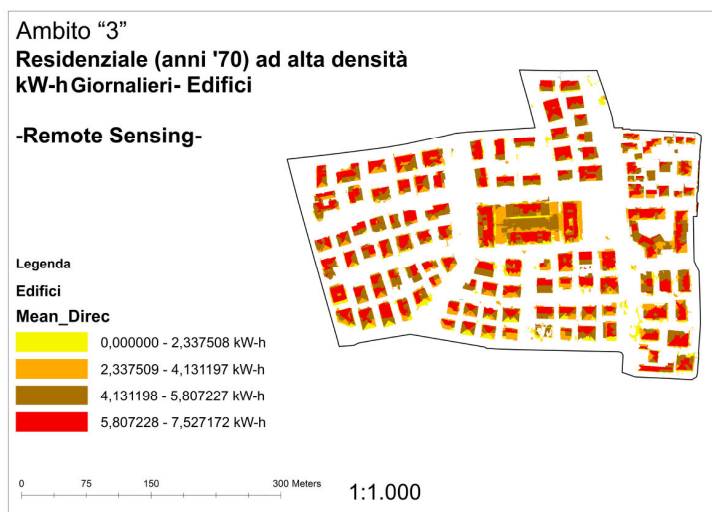 Ambito “3”
Residenziale (anni '70) ad alta densità
kW-h Giornalieri- Edifici
-Remote Sensing-
Legenda
Edifici
Mean_Direc
0,000000 - 2,337508 kW-h
2,337509 - 4,131197 kW-h
4,131198 - 5,807227 kW-h
5,807228 - 7,527172 kW-h
0 75 150 300 Meters
1:1.000